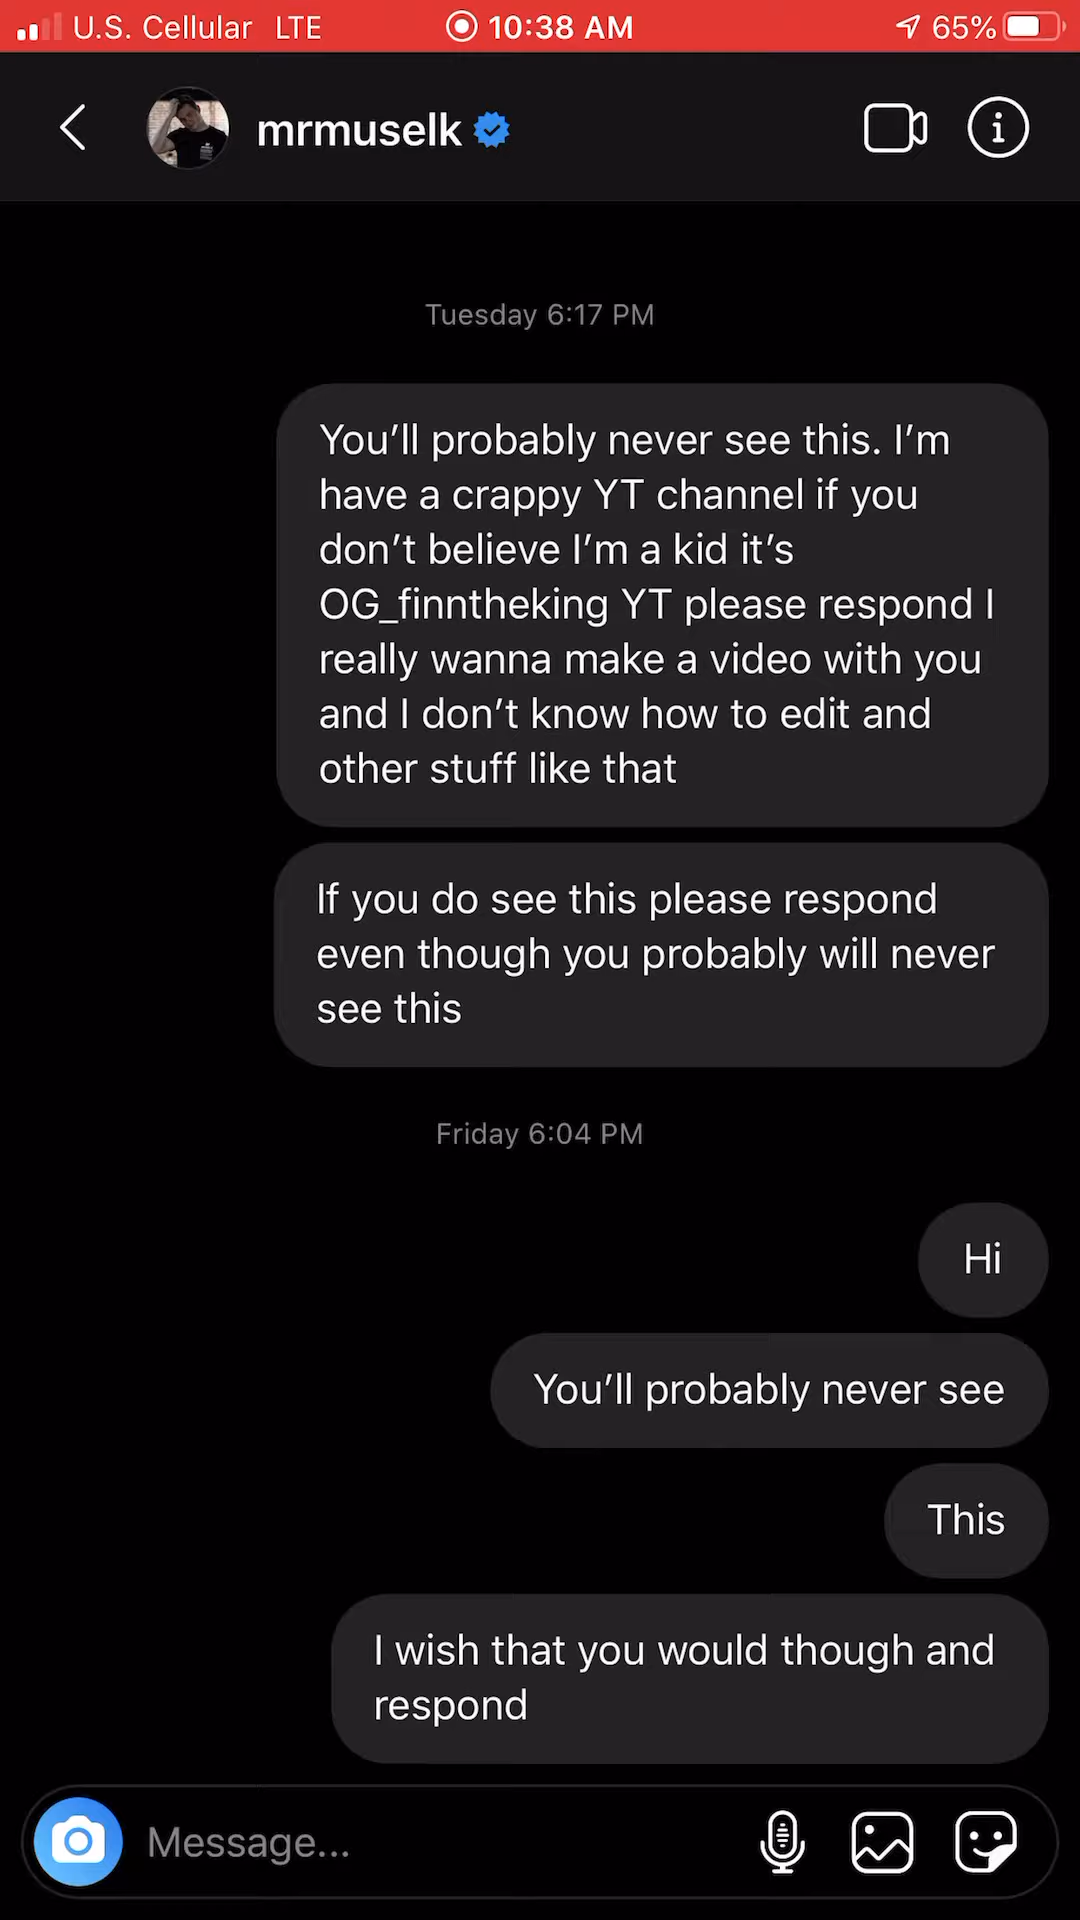 U.S. Cellular LTE 10:38 AM 65%
mrmuselk
Tuesday 6:17 PM
You’ll probably never see this. I’m
have a crappy YT channel if you
don’t believe I’m a kid it’s
OG_finntheking YT please respond I
really wanna make a video with you
and I don’t know how to edit and
other stuff like that
If you do see this please respond
even though you probably will never
see this
Friday 6:04 PM
Hi
You’ll probably never see
This
I wish that you would though and
respond
Message...